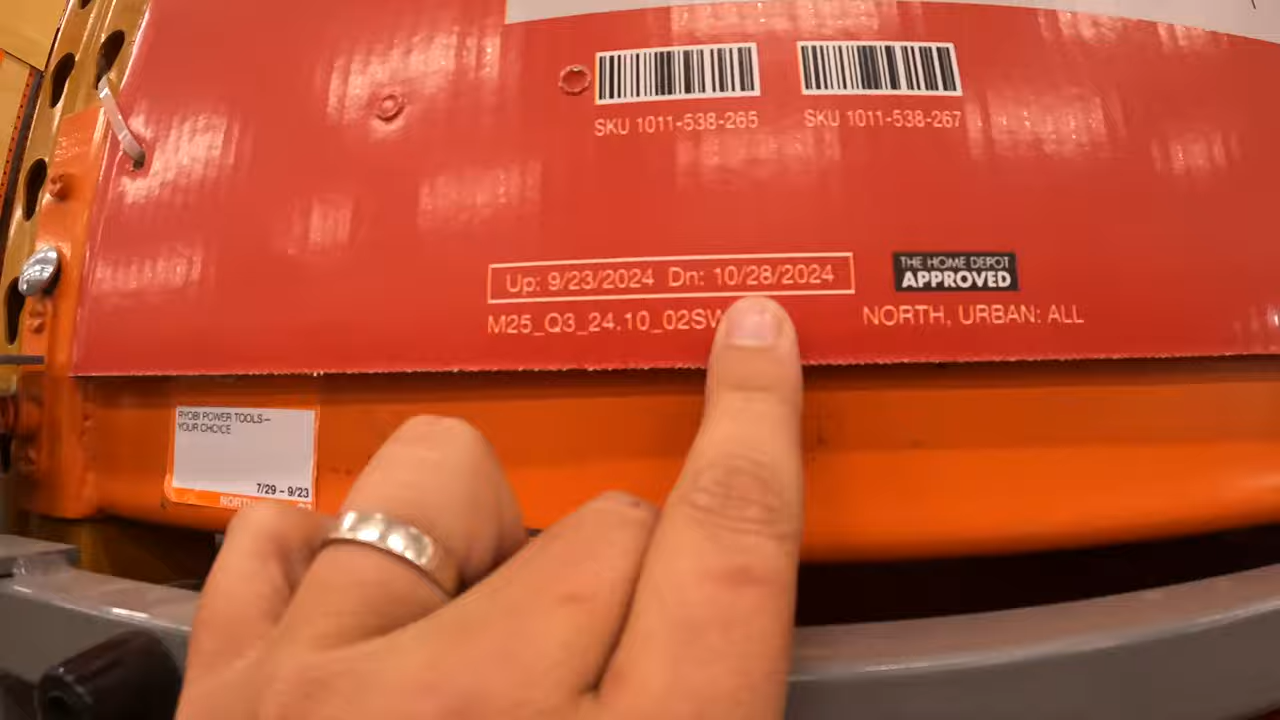 SKU 1011-538-265
SKU 1011-538-267
Up: 9/23/2024 Dn: 10/28/2024
THE HOME DEPOT
APPROVED
M25_Q3_24.10_02SW
NORTH, URBAN: ALL
RYOBI POWER TOOLS–
YOUR CHOICE
7/29 – 9/23
NORTH